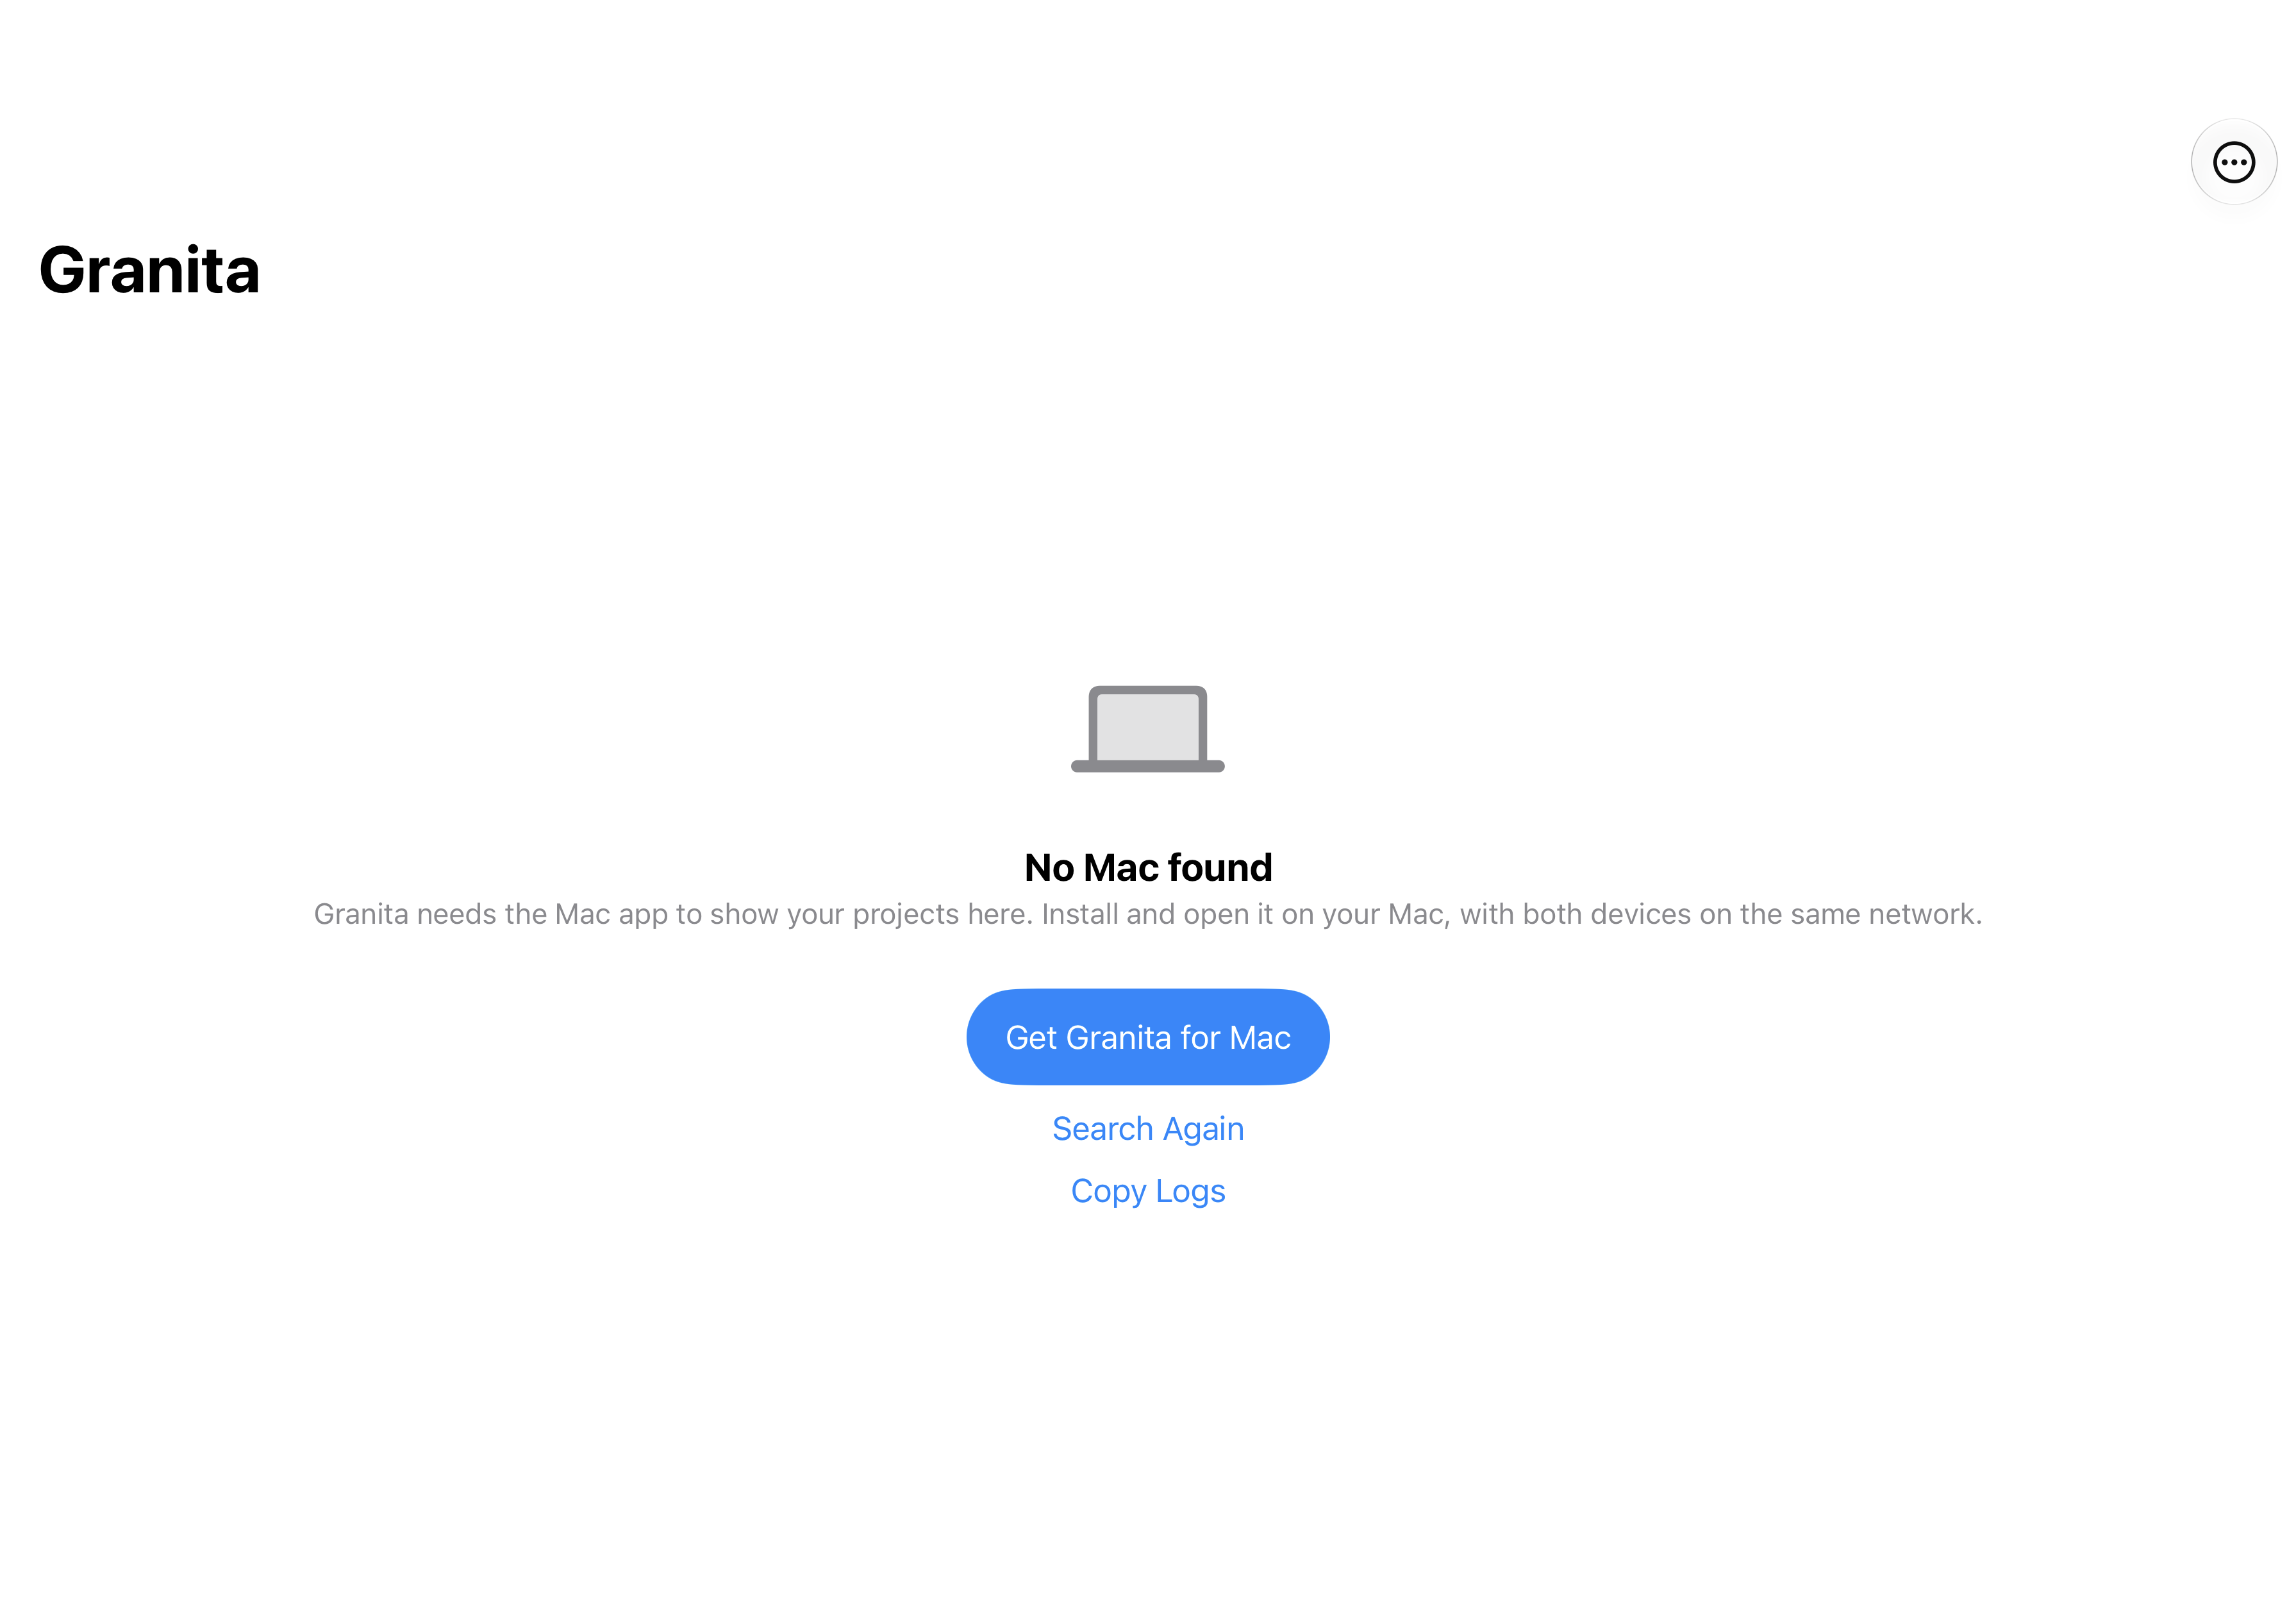 Granita
No Mac found
Granita needs the Mac app to show your projects here. Install and open it on your Mac, with both devices on the same network.
Get Granita for Mac
Search Again
Copy Logs